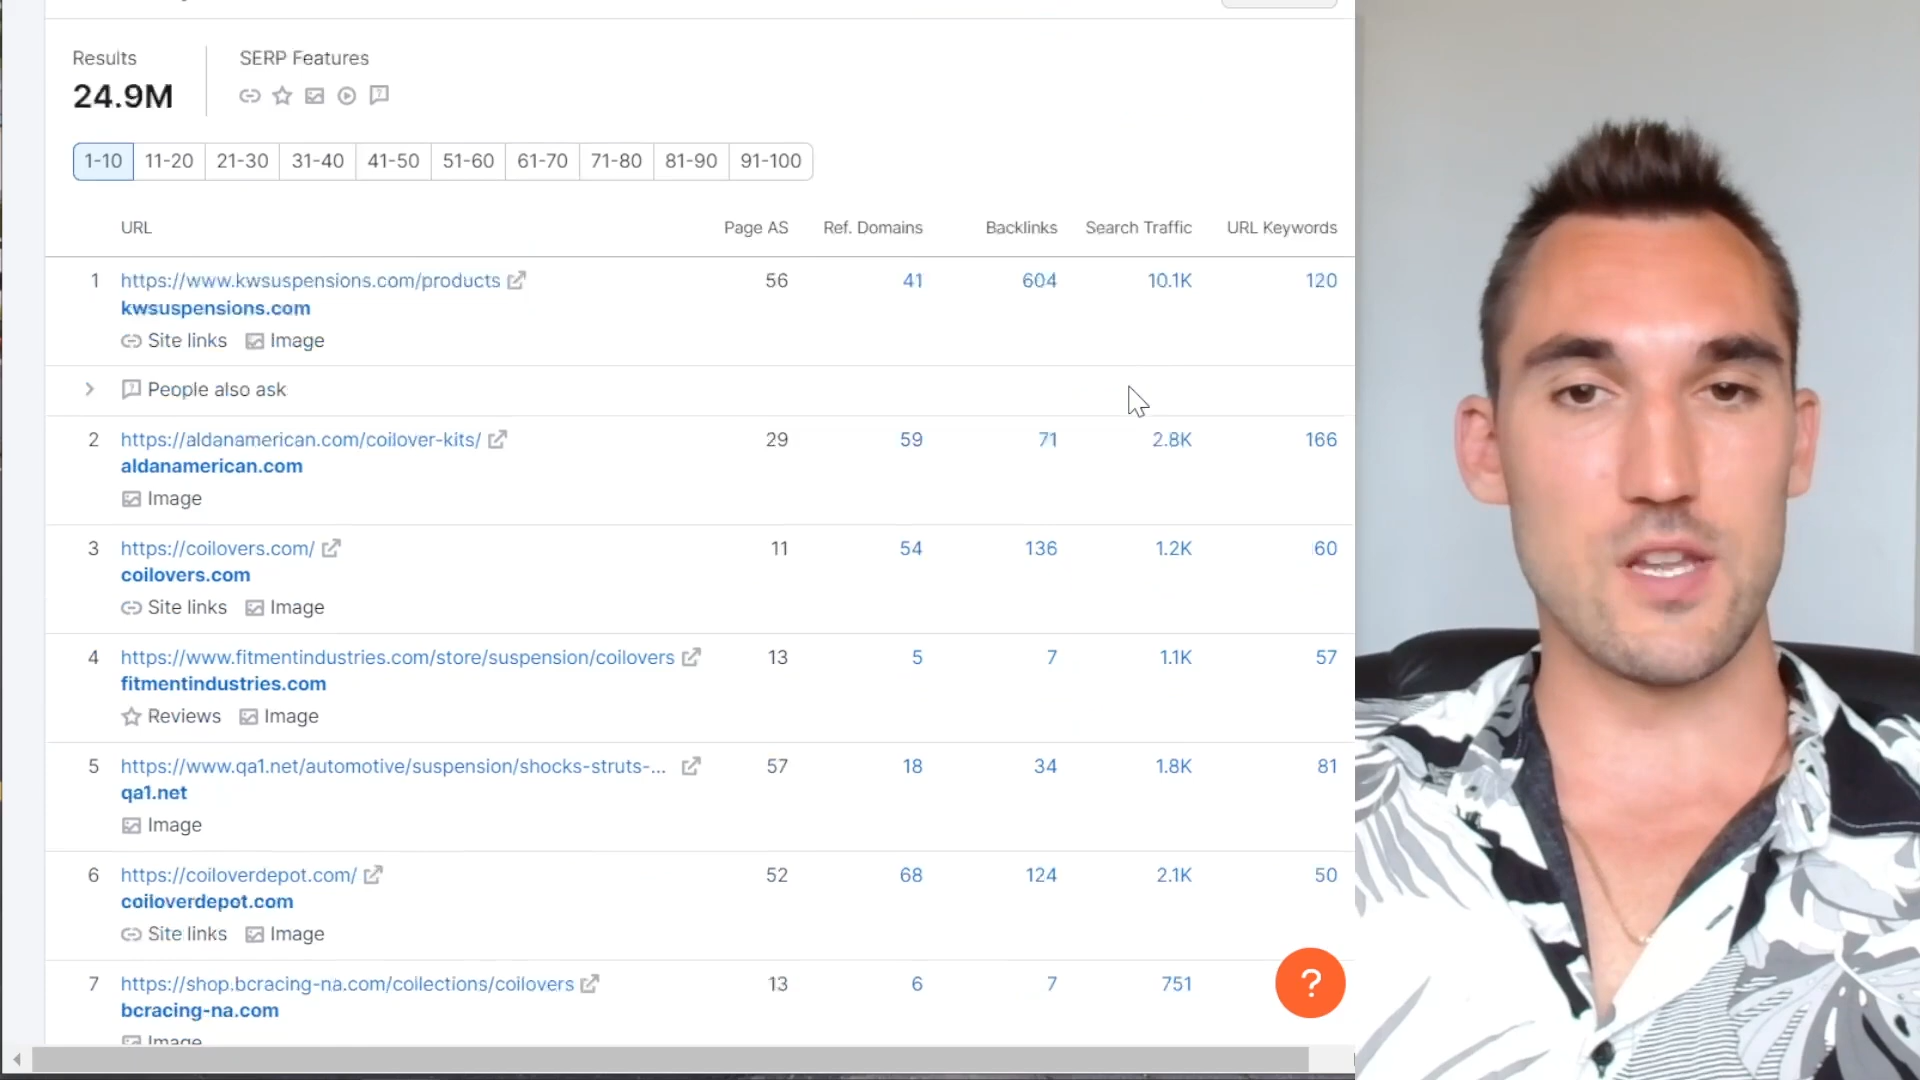 Results
24.9M
SERP Features
1-10 11-20 21-30 31-40 41-50 51-60 61-70 71-80 81-90 91-100
URL Page AS Ref. Domains Backlinks Search Traffic URL Keywords
1 https://www.kwsuspensions.com/products 56 41 604 10.1K 120
kwsuspensions.com
Site links Image
People also ask
2 https://aldanamerican.com/coilover-kits/ 29 59 71 2.8K 166
aldanamerican.com
Image
3 https://coilovers.com/ 11 54 136 1.2K 60
coilovers.com
Site links Image
4 https://www.fitmentindustries.com/store/suspension/coilovers 13 5 7 1.1K 57
fitmentindustries.com
Reviews Image
5 https://www.qa1.net/automotive/suspension/shocks-struts-... 57 18 34 1.8K 81
qa1.net
Image
6 https://coiloverdepot.com/ 52 68 124 2.1K 50
coiloverdepot.com
Site links Image
7 https://shop.bcracing-na.com/collections/coilovers 13 6 7 751
bcracing-na.com
Image
?